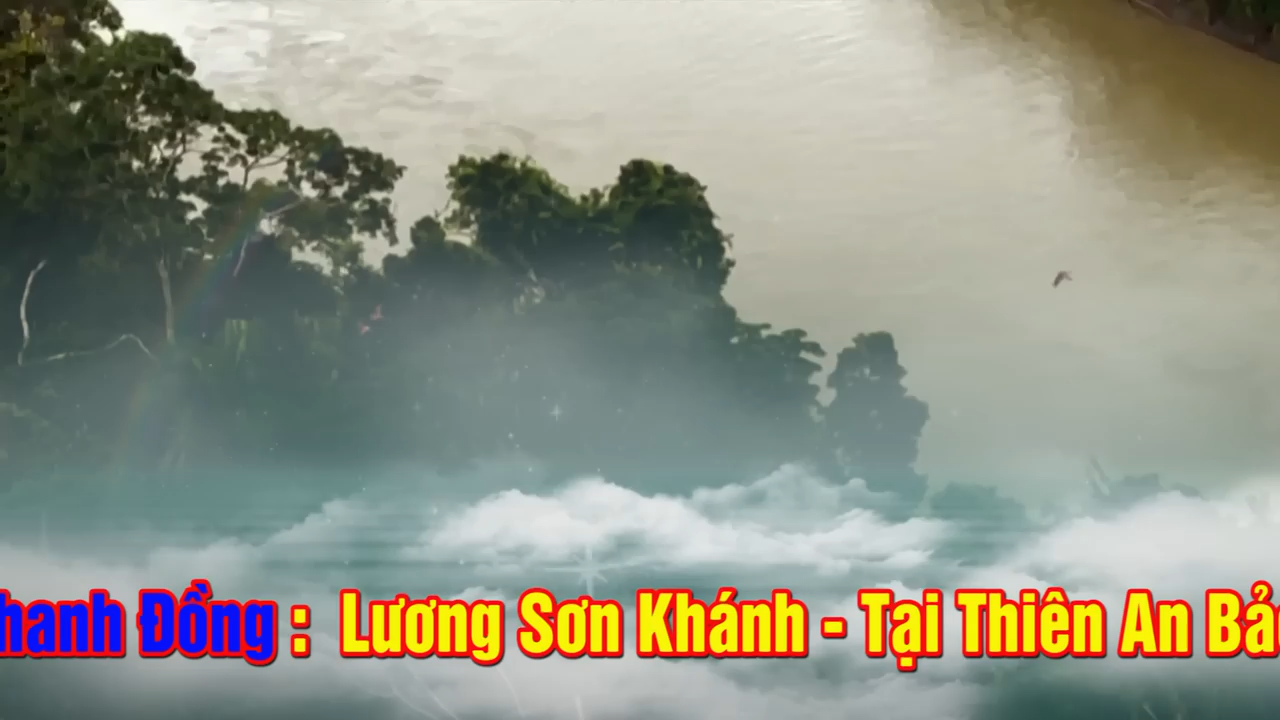 hanh Đồng : Lương Sơn Khánh - Tại Thiên An Bả